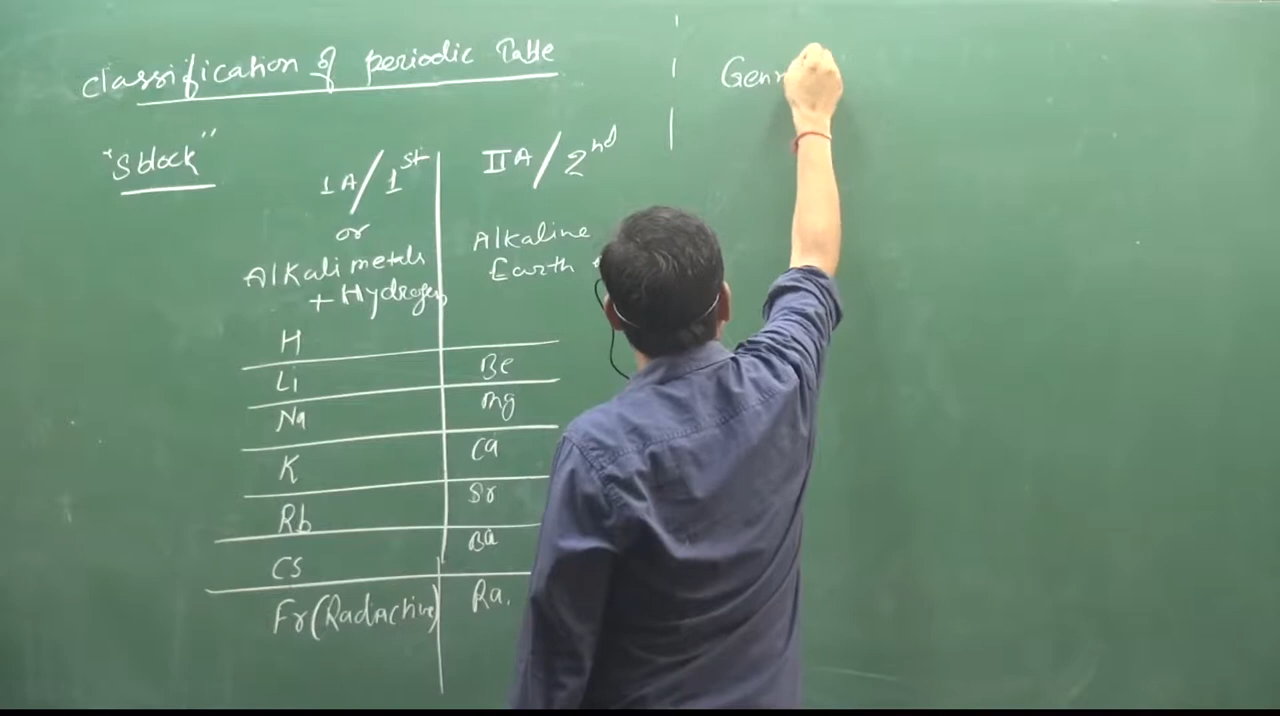 Classification of periodic Table
"S block"
IA/1st
or
Alkali metals
+ Hydrogen
IIA/2nd
Alkaline
Earth
H
Li
Na
K
Rb
Cs
Fr(Radactive)
Be
Mg
Ca
Sr
Ba
Ra.
Gen